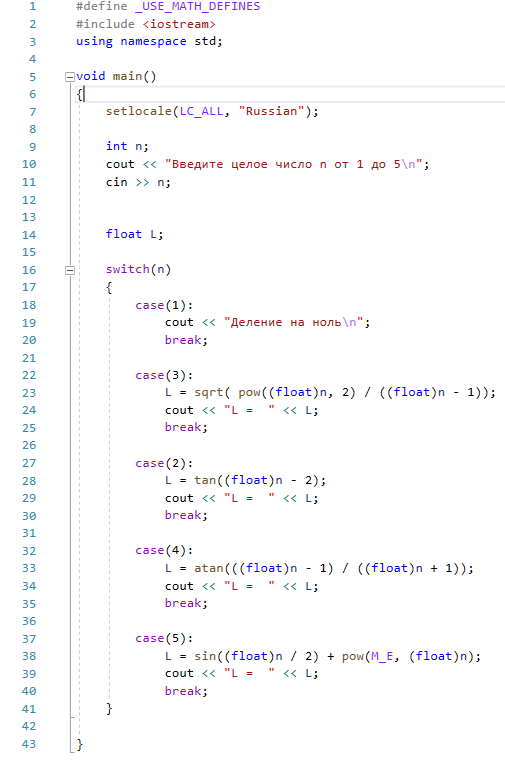 1 #define _USE_MATH_DEFINES
2 #include <iostream>
3 using namespace std;
4
5 void main()
6 {
7 setlocale(LC_ALL, "Russian");
8
9 int n;
10 cout << "Введите целое число n от 1 до 5\n";
11 cin >> n;
12
13
14 float L;
15
16 switch(n)
17 {
18 case(1):
19 cout << "Деление на ноль\n";
20 break;
21
22 case(3):
23 L = sqrt( pow((float)n, 2) / ((float)n - 1));
24 cout << "L =  " << L;
25 break;
26
27 case(2):
28 L = tan((float)n - 2);
29 cout << "L =  " << L;
30 break;
31
32 case(4):
33 L = atan(((float)n - 1) / ((float)n + 1));
34 cout << "L =  " << L;
35 break;
36
37 case(5):
38 L = sin((float)n / 2) + pow(M_E, (float)n);
39 cout << "L =  " << L;
40 break;
41 }
42
43 }